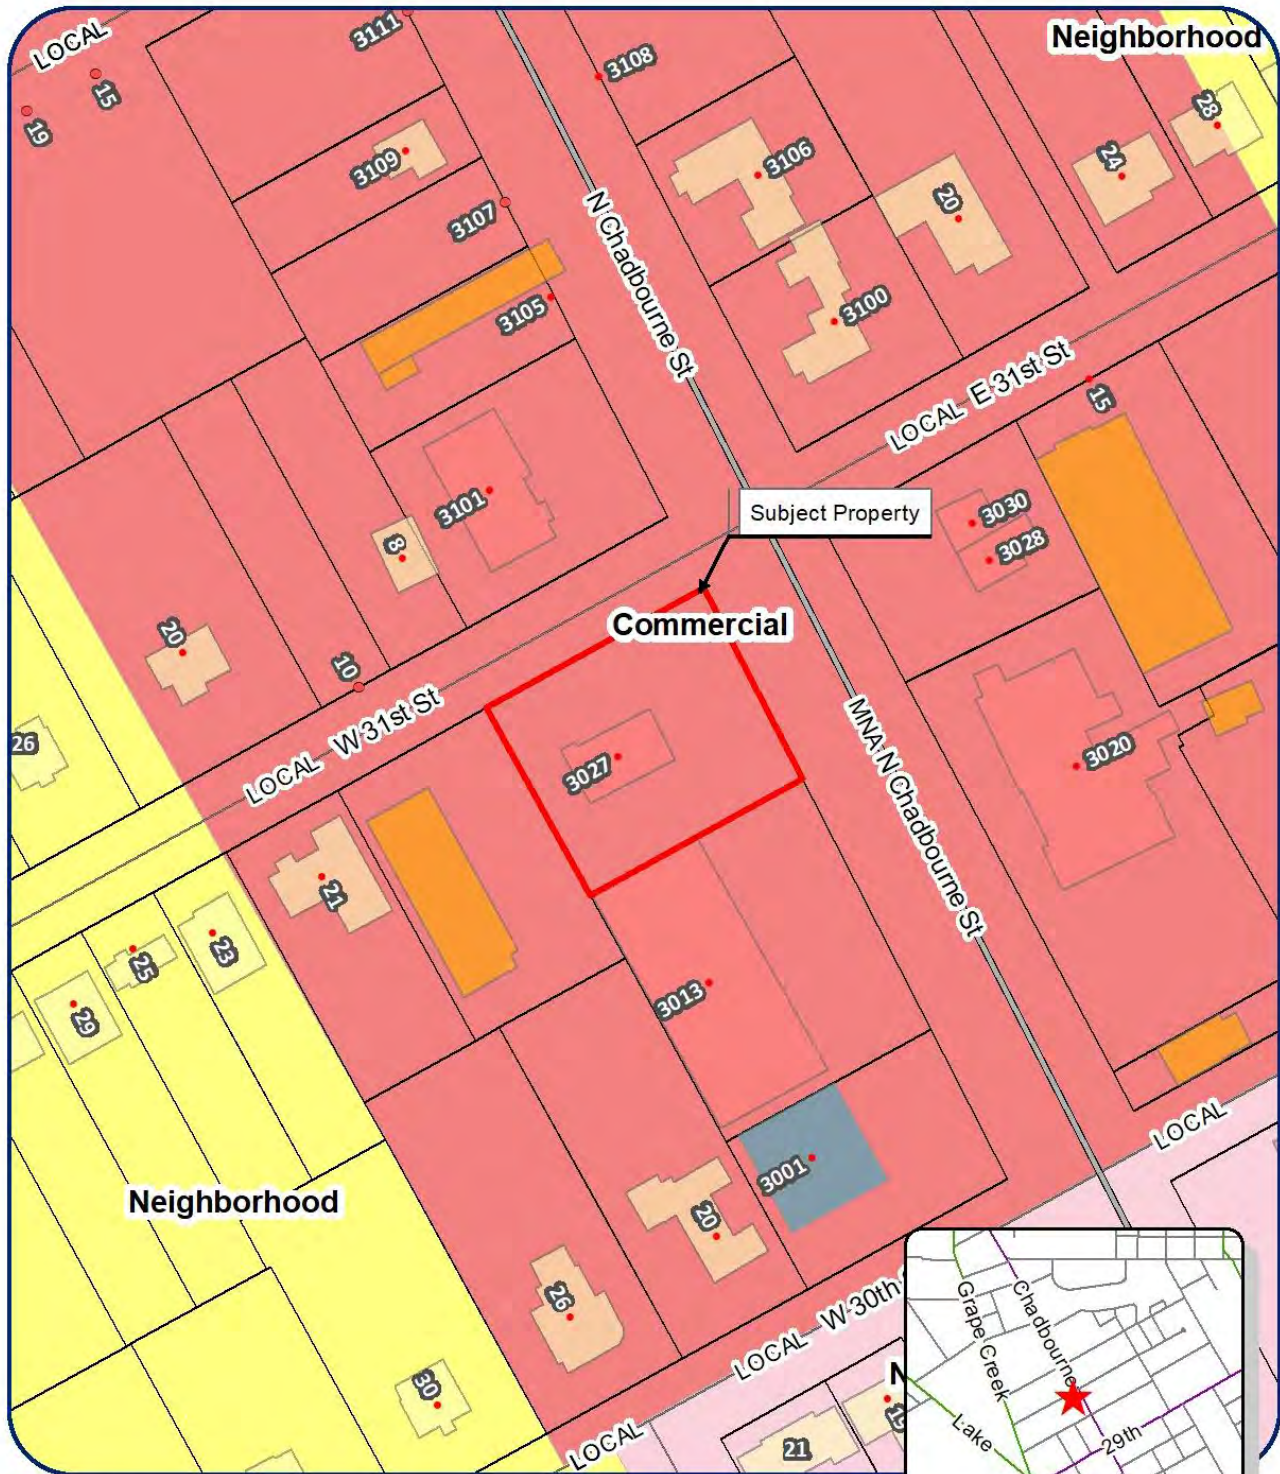 LOCAL
3111
3108
Neighborhood
15
19
3109
3106
28
24
20
3107
N Chadbourne St
3105
3100
LOCAL E 31st St
15
Subject Property
3101
3030
3028
8
Commercial
20
10
LOCAL W 31st St
26
3027
MNA N Chadbourne St
3020
21
23
25
29
3013
LOCAL
3001
Neighborhood
20
26
LOCAL W 30th
30
LOCAL
21
N
Grape Creek
Chadbourne
Lake
29th